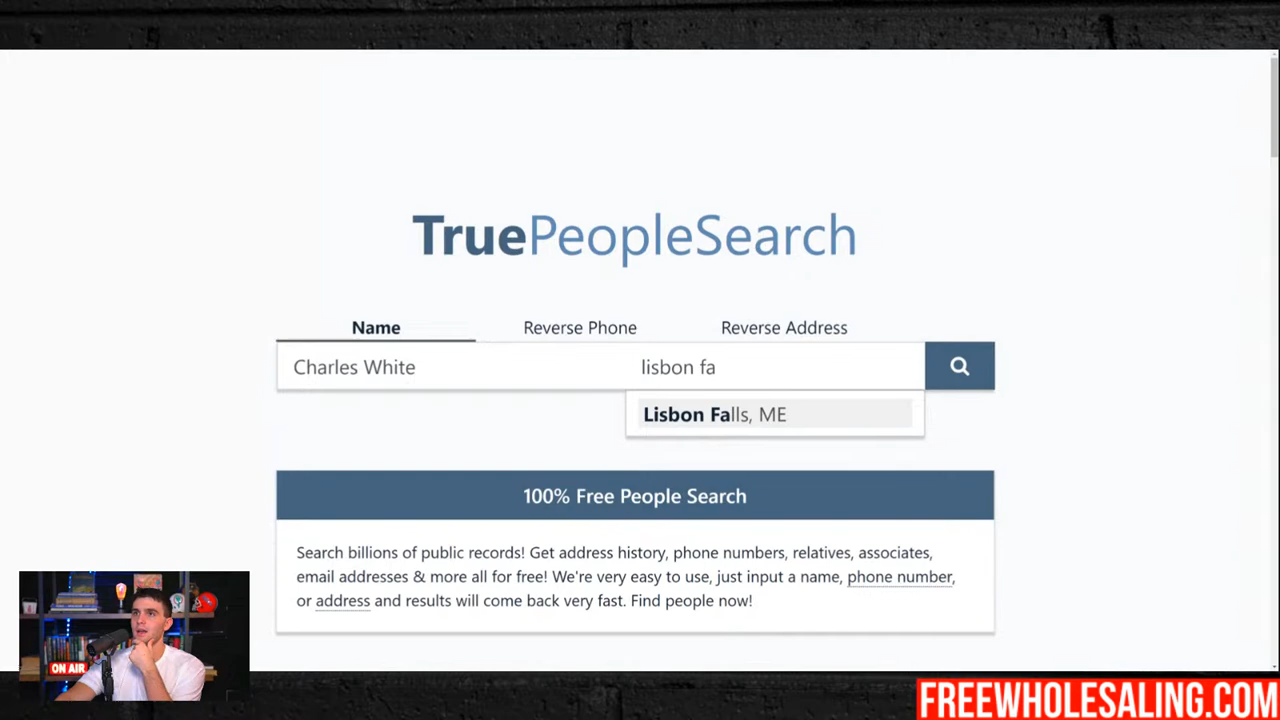 TruePeopleSearch
Name Reverse Phone Reverse Address
Charles White lisbon fa
Lisbon Falls, ME
100% Free People Search
Search billions of public records! Get address history, phone numbers, relatives, associates,
email addresses & more all for free! We're very easy to use, just input a name, phone number,
or address and results will come back very fast. Find people now!
ON AIR
FREEWHOLESALING.COM